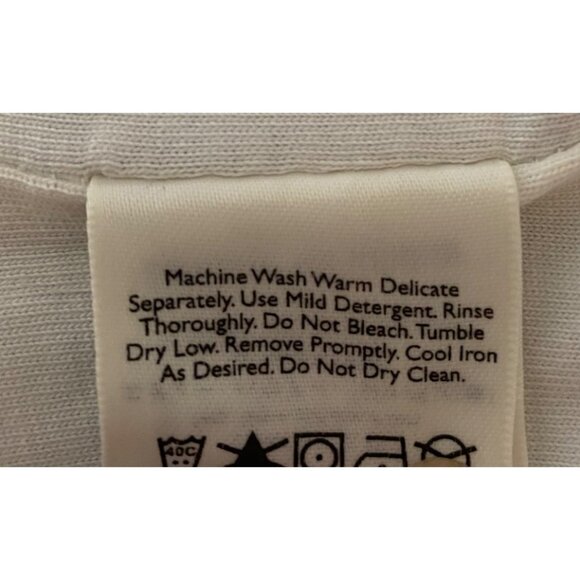 Machine Wash Warm Delicate
Separately. Use Mild Detergent. Rinse
Thoroughly. Do Not Bleach. Tumble
Dry Low. Remove Promptly. Cool Iron
As Desired. Do Not Dry Clean.
40C